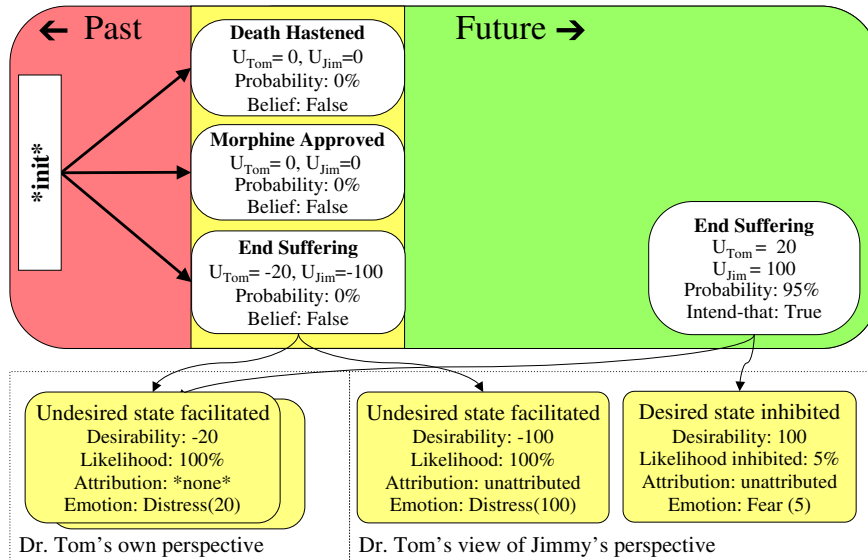 ← Past
Future →
*init*
Death Hastened
U_Tom= 0, U_Jim=0
Probability: 0%
Belief: False
Morphine Approved
U_Tom= 0, U_Jim=0
Probability: 0%
Belief: False
End Suffering
U_Tom= -20, U_Jim=-100
Probability: 0%
Belief: False
End Suffering
U_Tom = 20
U_Jim = 100
Probability: 95%
Intend-that: True
Undesired state facilitated
Desirability: -20
Likelihood: 100%
Attribution: *none*
Emotion: Distress(20)
Dr. Tom's own perspective
Undesired state facilitated
Desirability: -100
Likelihood: 100%
Attribution: unattributed
Emotion: Distress(100)
Desired state inhibited
Desirability: 100
Likelihood inhibited: 5%
Attribution: unattributed
Emotion: Fear (5)
Dr. Tom's view of Jimmy's perspective